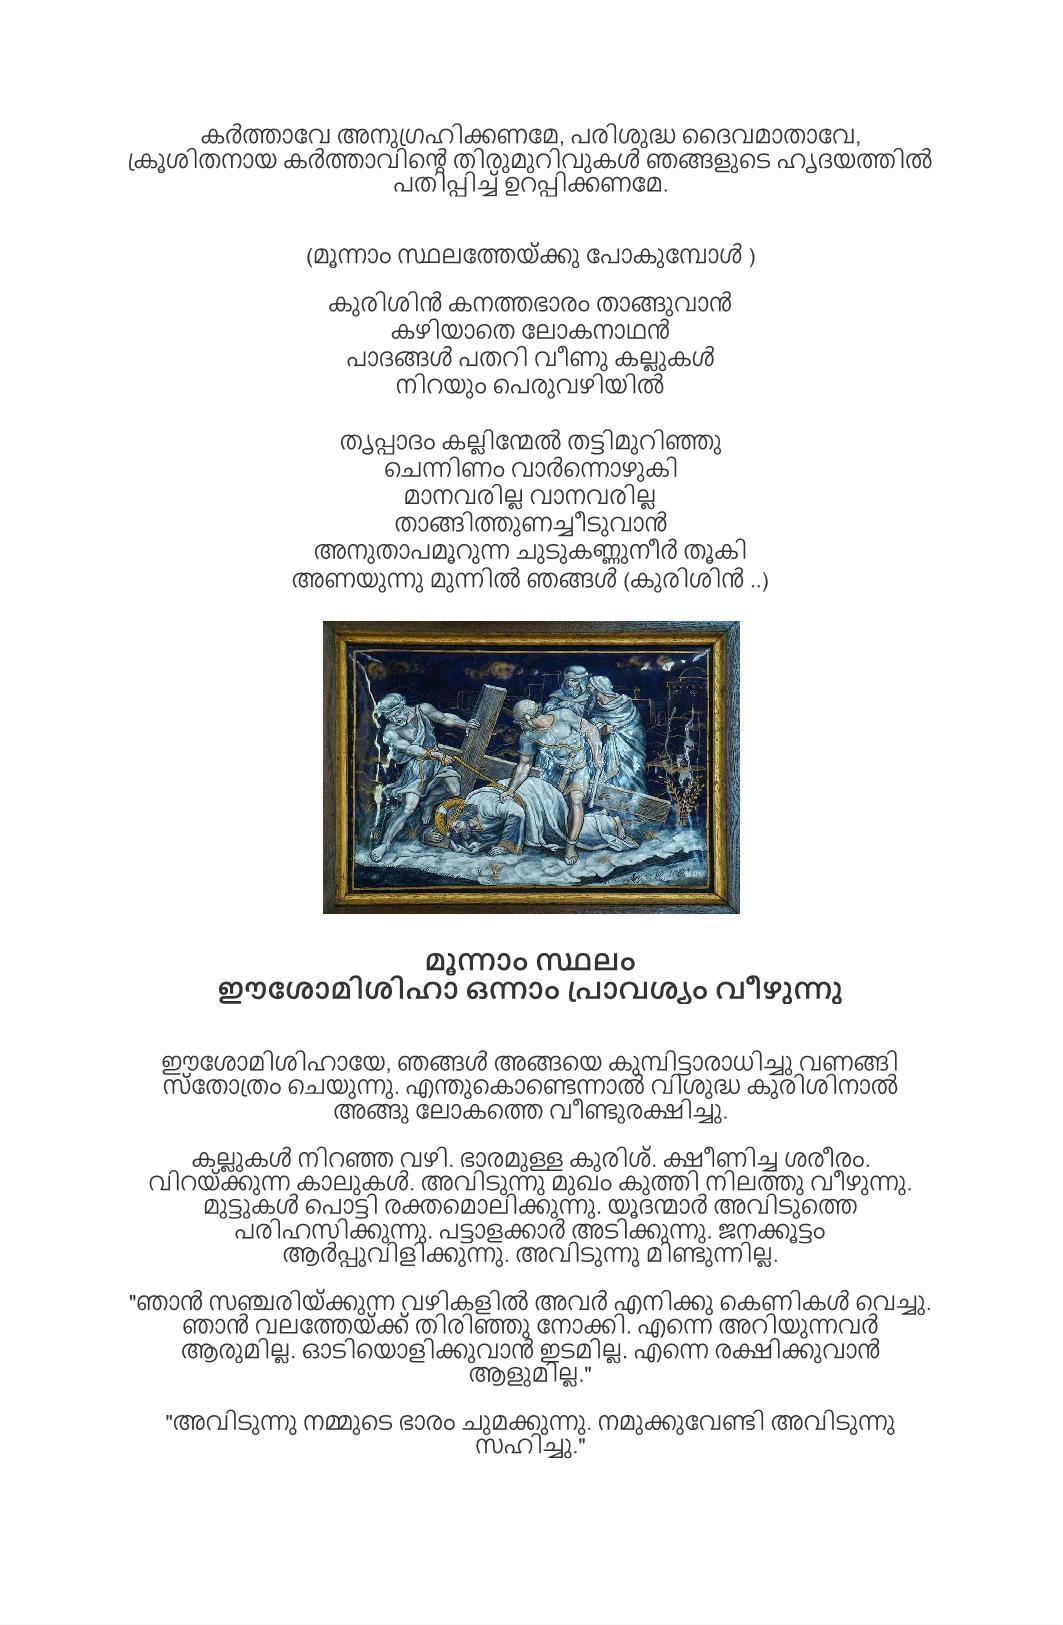 കർത്താവേ അനുഗ്രഹിക്കണമേ, പരിശുദ്ധ ദൈവമാതാവേ,
ക്രൂശിതനായ കർത്താവിന്റെ തിരുമുറിവുകൾ ഞങ്ങളുടെ ഹൃദയത്തിൽ
പതിപ്പിച്ച് ഉറപ്പിക്കണമേ.
(മൂന്നാം സ്ഥലത്തേയ്ക്കു പോകുമ്പോൾ )
കുരിശിൻ കനത്തഭാരം താങ്ങുവാൻ
കഴിയാതെ ലോകനാഥൻ
പാദങ്ങൾ പതറി വീണു കല്ലുകൾ
നിറയും പെരുവഴിയിൽ
തൃപ്പാദം കല്ലിന്മേൽ തട്ടിമുറിഞ്ഞു
ചെന്നിണം വാർന്നൊഴുകി
മാനവരില്ല വാനവരില്ല
താങ്ങിത്തുണച്ചീടുവാൻ
അനുതാപമൂറുന്ന ചുടുകണ്ണുനീർ തൂകി
അണയുന്നു മുന്നിൽ ഞങ്ങൾ (കുരിശിൻ ..)
മൂന്നാം സ്ഥലം
ഈശോമിശിഹാ ഒന്നാം പ്രാവശ്യം വീഴുന്നു
ഈശോമിശിഹായേ, ഞങ്ങൾ അങ്ങയെ കുമ്പിട്ടാരാധിച്ചു വണങ്ങി
സ്തോത്രം ചെയുന്നു. എന്തുകൊണ്ടെന്നാൽ വിശുദ്ധ കുരിശിനാൽ
അങ്ങു ലോകത്തെ വീണ്ടുരക്ഷിച്ചു.
കല്ലുകൾ നിറഞ്ഞ വഴി. ഭാരമുള്ള കുരിശ്. ക്ഷീണിച്ച ശരീരം.
വിറയ്ക്കുന്ന കാലുകൾ. അവിടുന്നു മുഖം കുത്തി നിലത്തു വീഴുന്നു.
മുട്ടുകൾ പൊട്ടി രക്തമൊലിക്കുന്നു. യൂദന്മാർ അവിടുത്തെ
പരിഹസിക്കുന്നു. പട്ടാളക്കാർ അടിക്കുന്നു. ജനക്കൂട്ടം
ആർപ്പുവിളിക്കുന്നു. അവിടുന്നു മിണ്ടുന്നില്ല.
"ഞാൻ സഞ്ചരിയ്ക്കുന്ന വഴികളിൽ അവർ എനിക്കു കെണികൾ വെച്ചു.
ഞാൻ വലത്തേയ്ക്ക് തിരിഞ്ഞു നോക്കി. എന്നെ അറിയുന്നവർ
ആരുമില്ല. ഓടിയൊളിക്കുവാൻ ഇടമില്ല. എന്നെ രക്ഷിക്കുവാൻ
ആളുമില്ല."
"അവിടുന്നു നമ്മുടെ ഭാരം ചുമക്കുന്നു. നമുക്കുവേണ്ടി അവിടുന്നു
സഹിച്ചു."